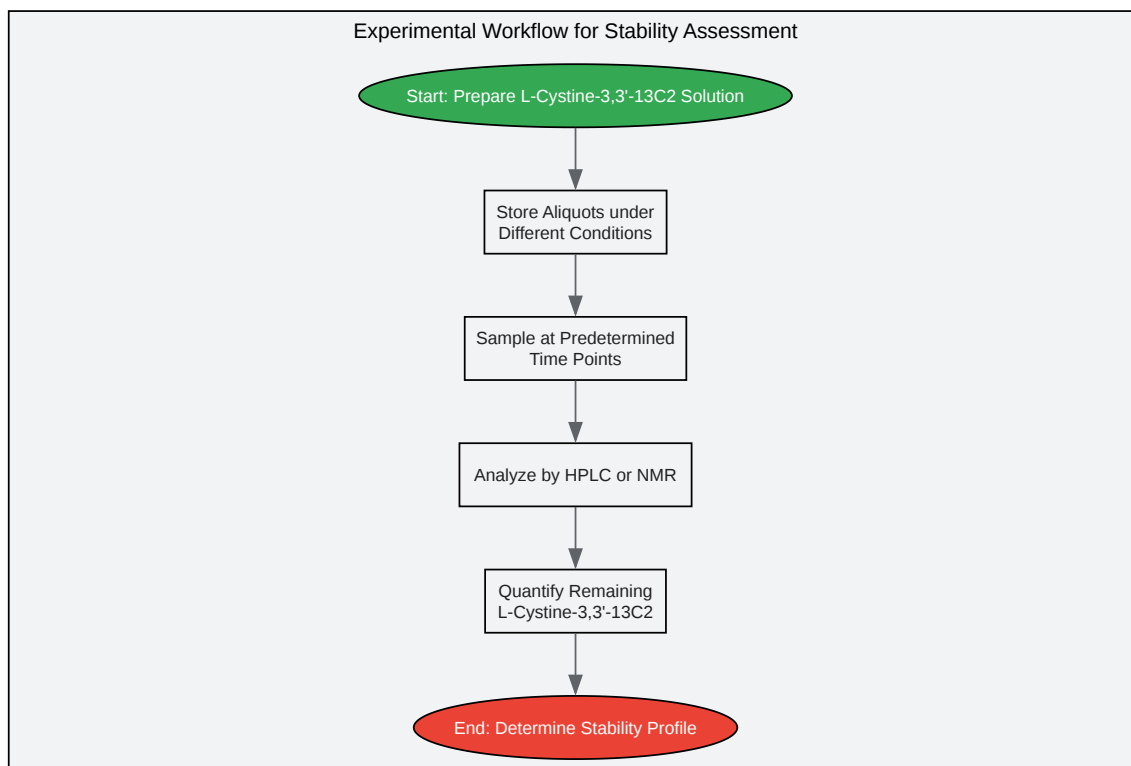 Experimental Workflow for Stability Assessment
Start: Prepare L-Cystine-3,3'-13C2 Solution
Store Aliquots under
Different Conditions
Sample at Predetermined
Time Points
Analyze by HPLC or NMR
Quantify Remaining
L-Cystine-3,3'-13C2
End: Determine Stability Profile